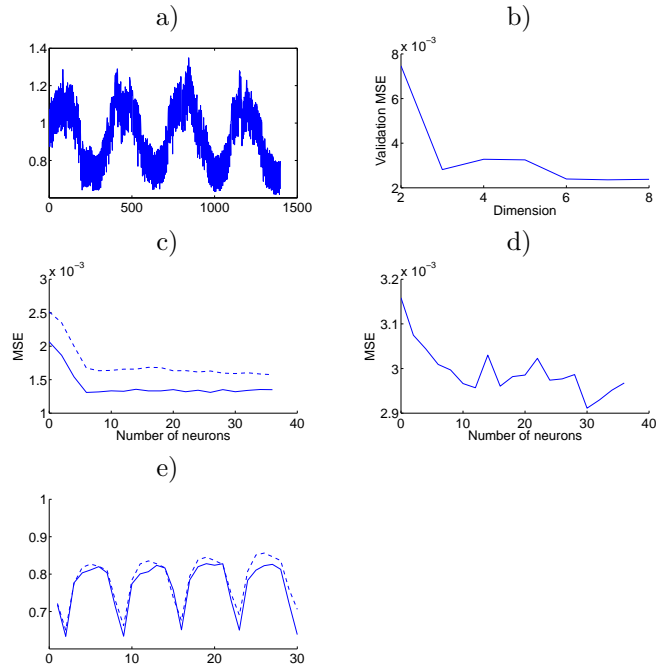 a)
1.4
1.2
1.0
0.8
0 500 1000 1500
b)
x 10⁻³
8
6
4
2
Validation MSE
2 4 6 8
Dimension
c)
x 10⁻³
3
2.5
2
1.5
1
MSE
0 10 20 30 40
Number of neurons
d)
x 10⁻³
3.2
3.1
3
2.9
MSE
0 10 20 30 40
Number of neurons
e)
1
0.9
0.8
0.7
0 10 20 30